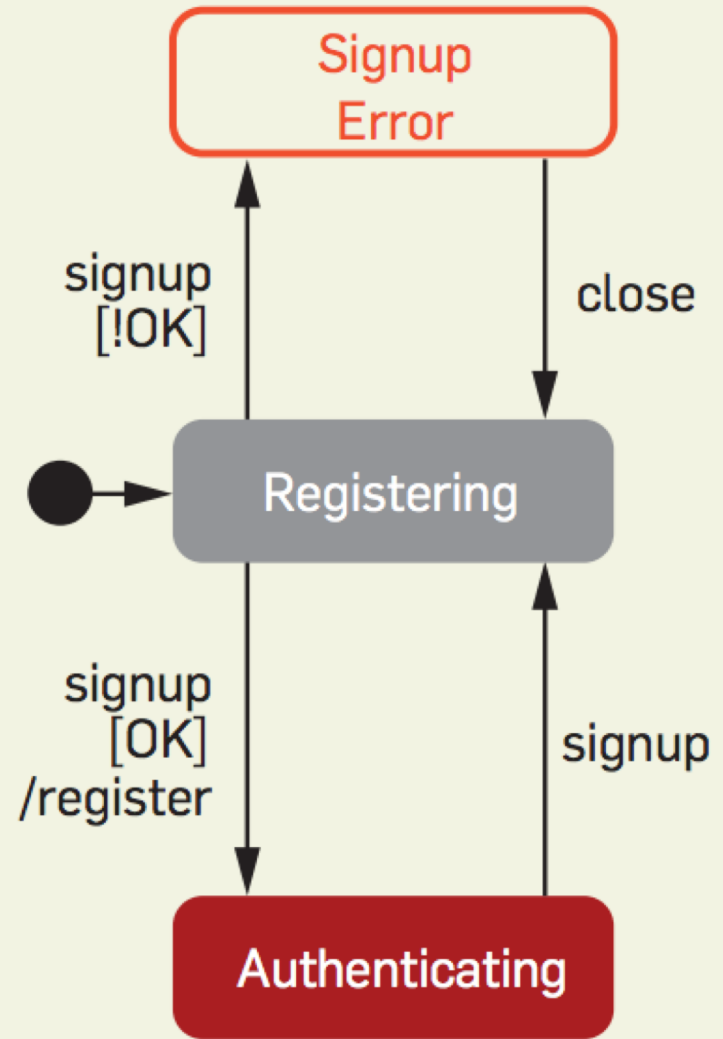 Signup
Error
signup
[!OK]
close
Registering
signup
[OK]
/register
signup
Authenticating